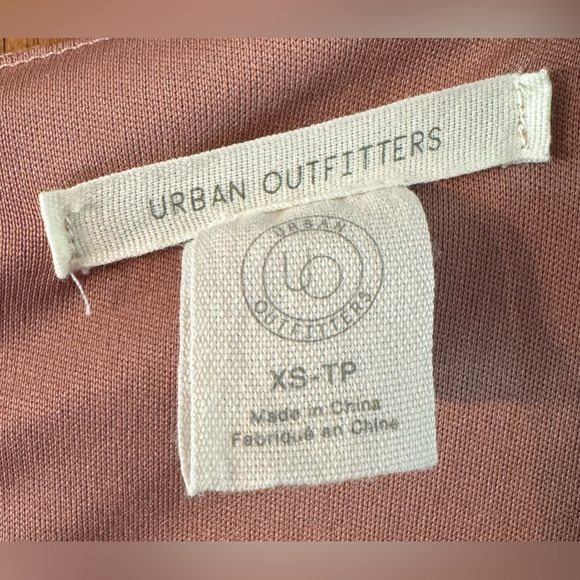 URBAN OUTFITTERS
URBAN
UO
OUTFITTERS
XS-TP
Made in China
Fabriqué en Chine